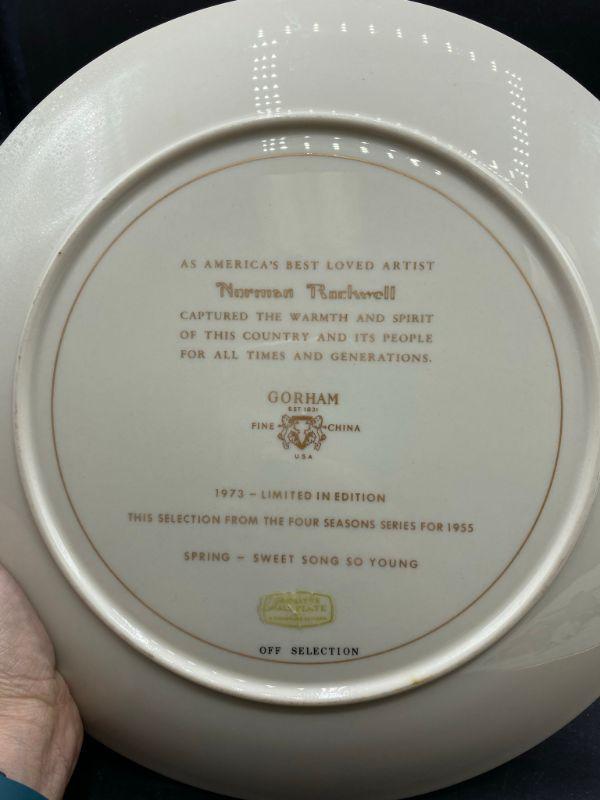 AS AMERICA'S BEST LOVED ARTIST
Norman Rockwell
CAPTURED THE WARMTH AND SPIRIT
OF THIS COUNTRY AND ITS PEOPLE
FOR ALL TIMES AND GENERATIONS.
GORHAM
EST 1831
FINE CHINA
USA
1973 – LIMITED IN EDITION
THIS SELECTION FROM THE FOUR SEASONS SERIES FOR 1955
SPRING – SWEET SONG SO YOUNG
PLATE
OFF SELECTION